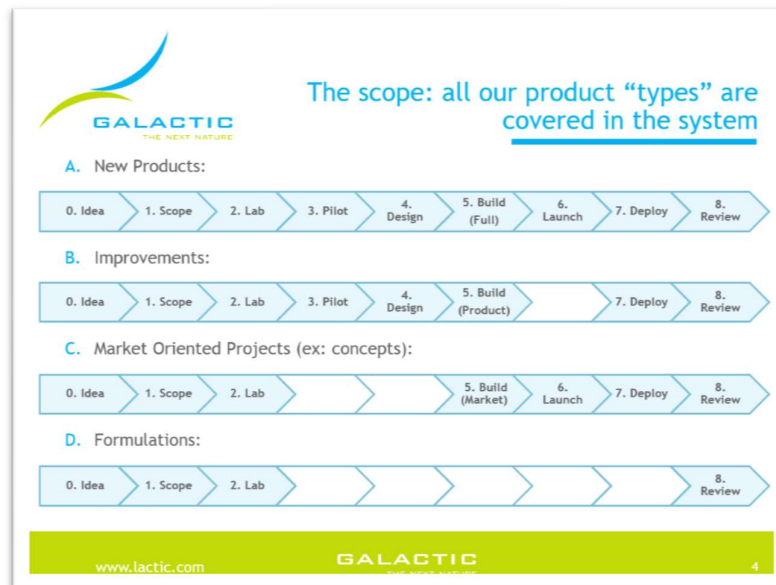 GALACTIC
THE NEXT NATURE
The scope: all our product “types” are
covered in the system
A. New Products:
0. Idea
1. Scope
2. Lab
3. Pilot
4.
Design
5. Build
(Full)
6.
Launch
7. Deploy
8.
Review
B. Improvements:
0. Idea
1. Scope
2. Lab
3. Pilot
4.
Design
5. Build
(Product)
7. Deploy
8.
Review
C. Market Oriented Projects (ex: concepts):
0. Idea
1. Scope
2. Lab
5. Build
(Market)
6.
Launch
7. Deploy
8.
Review
D. Formulations:
0. Idea
1. Scope
2. Lab
8.
Review
www.lactic.com
GALACTIC
THE NEXT NATURE
4